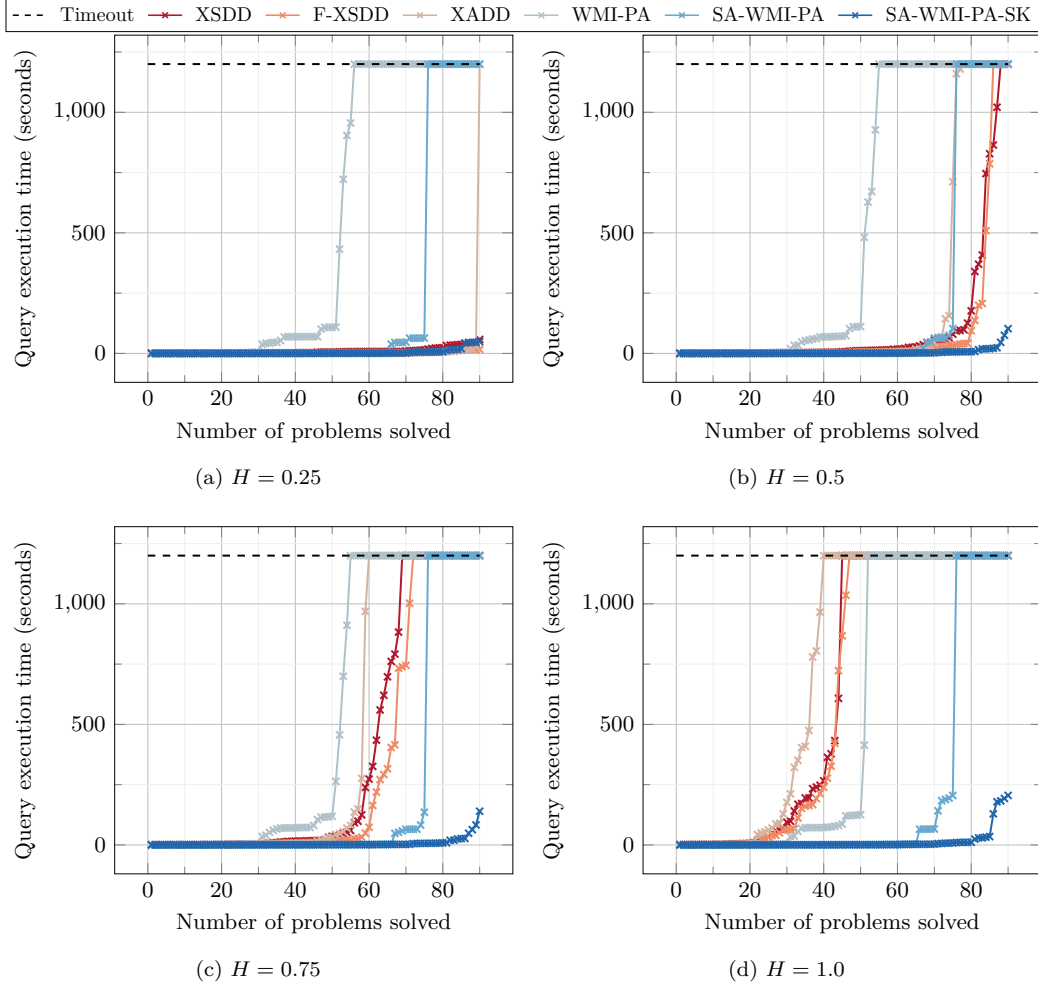 Timeout XSDD F-XSDD XADD WMI-PA SA-WMI-PA SA-WMI-PA-SK
1,000
500
0
Query execution time (seconds)
0 20 40 60 80
Number of problems solved
(a) H = 0.25
1,000
500
0
Query execution time (seconds)
0 20 40 60 80
Number of problems solved
(b) H = 0.5
1,000
500
0
Query execution time (seconds)
0 20 40 60 80
Number of problems solved
(c) H = 0.75
1,000
500
0
Query execution time (seconds)
0 20 40 60 80
Number of problems solved
(d) H = 1.0